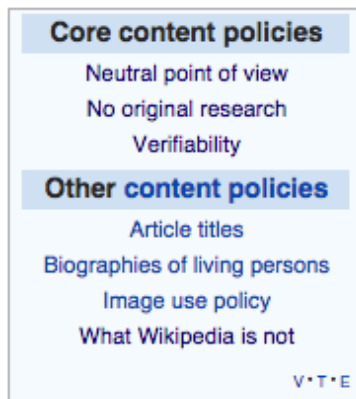 Core content policies
Neutral point of view
No original research
Verifiability
Other content policies
Article titles
Biographies of living persons
Image use policy
What Wikipedia is not
V·T·E